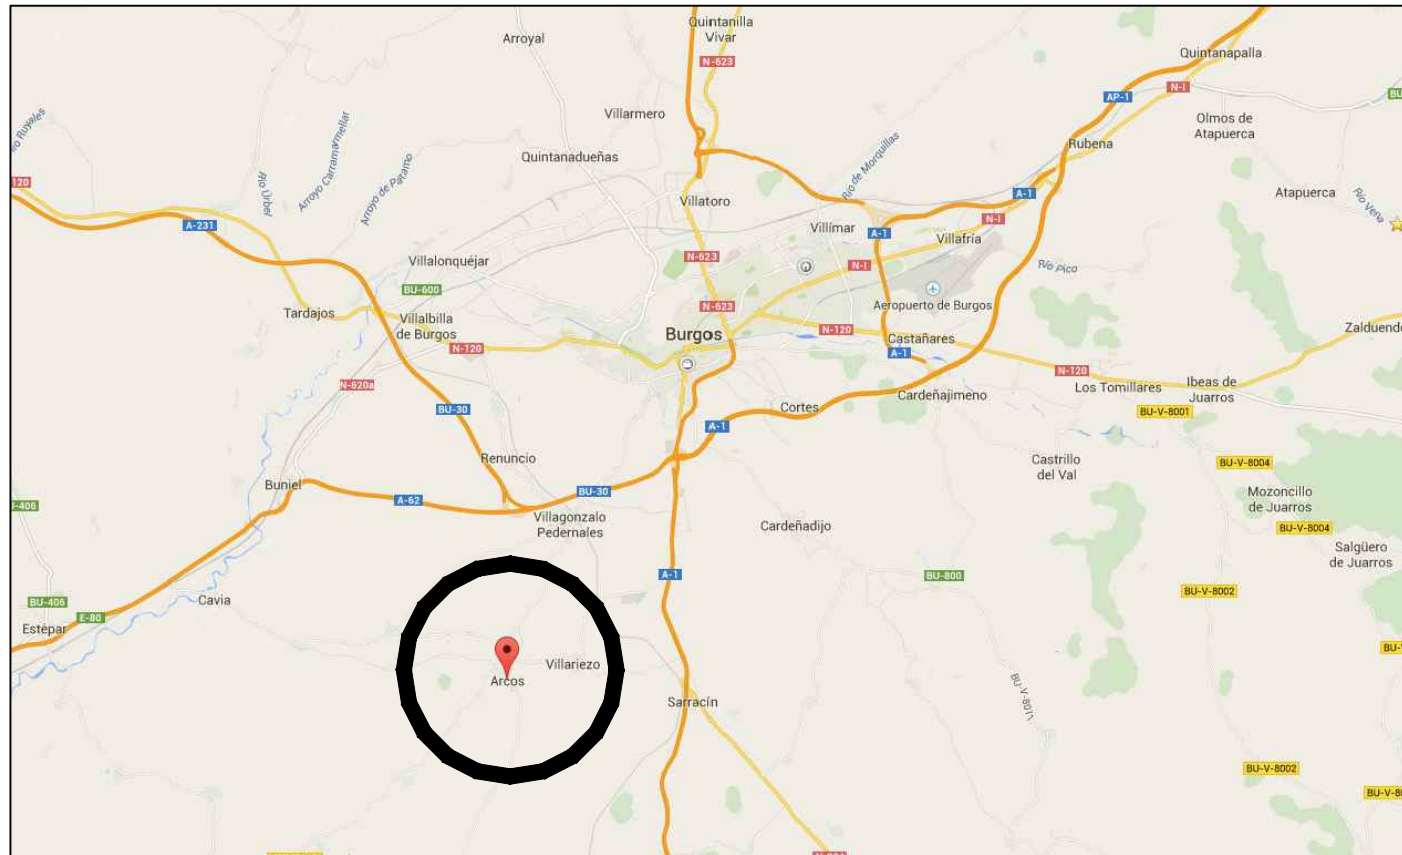 Quintanilla
Vivar
Arroyal
N-623
Quintanapalla
AP-1
N-I
Villarmero
Olmos de
Atapuerca
Rubena
Quintanadueñas
Río de Morquillas
Arroyo de Páramo
Río Úrbel
120
Villatoro
A-1
Atapuerca
Río Vena
A-231
Villímar
A-1
N-I
Villafría
Villalonquéjar
N-623
N-I
Río Pico
BU-600
Aeropuerto de Burgos
N-623
Tardajos
Villalbilla
de Burgos
Burgos
N-120
Castañares
Zalduendo
N-120
A-1
N-120
N-620a
Los Tomillares
Ibeas de
Juarros
Cardeñajimeno
BU-30
Cortes
BU-V-8001
A-1
Renuncio
Castrillo
del Val
BU-V-8004
Buniel
A-62
BU-30
Mozoncillo
de Juarros
-406
Villagonzalo
Pedernales
Cardeñadijo
BU-V-8004
Salgüero
de Juarros
A-1
BU-800
BU-V-8002
Cavia
BU-406
E-80
Estépar
Villariezo
Arcos
Sarracín
BU-V-8011
BU-V-8002